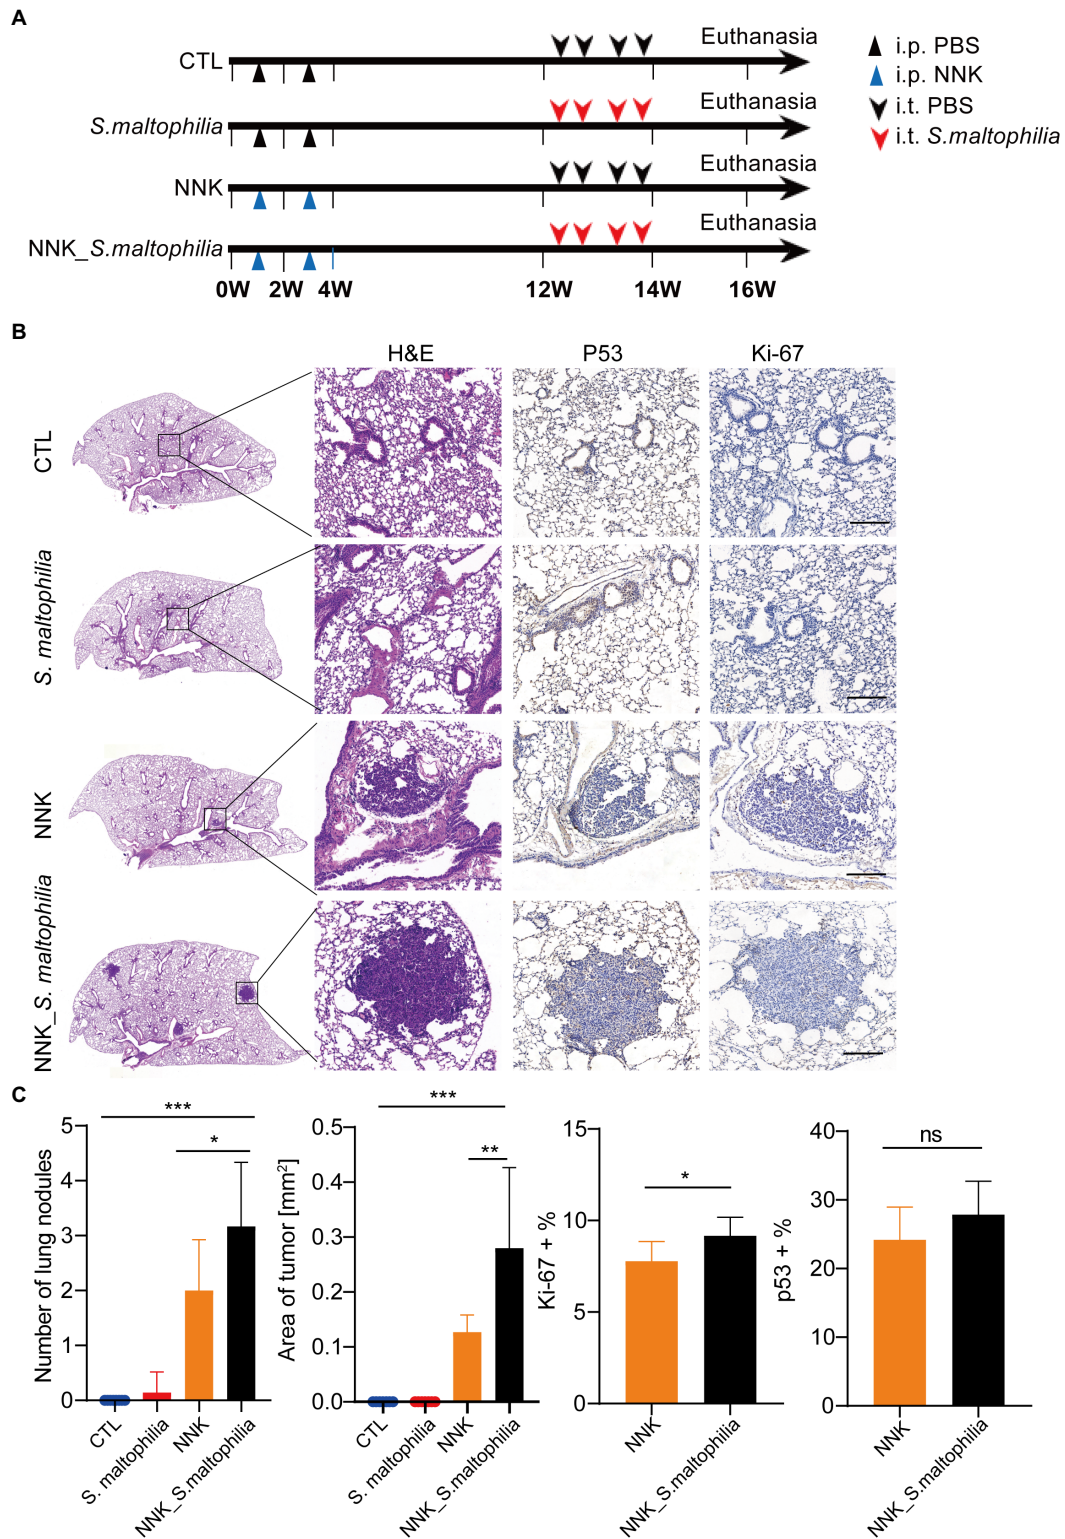 A
CTL
Euthanasia
S.maltophilia
Euthanasia
NNK
Euthanasia
NNK_S.maltophilia
Euthanasia
0W 2W 4W 12W 14W 16W
i.p. PBS
i.p. NNK
i.t. PBS
i.t. S.maltophilia
B
H&E P53 Ki-67
CTL
S. maltophilia
NNK
NNK_S. maltophilia
C
Number of lung nodules
5
4
3
2
1
0
***
*
CTL
S. maltophilia
NNK
NNK_S.maltophilia
Area of tumor [mm²]
0.5
0.4
0.3
0.2
0.1
0.0
***
**
CTL
S. maltophilia
NNK
NNK_S.maltophilia
Ki-67 + %
15
10
5
0
*
NNK
NNK_S.maltophilia
p53 + %
40
30
20
10
0
ns
NNK
NNK_S.maltophilia